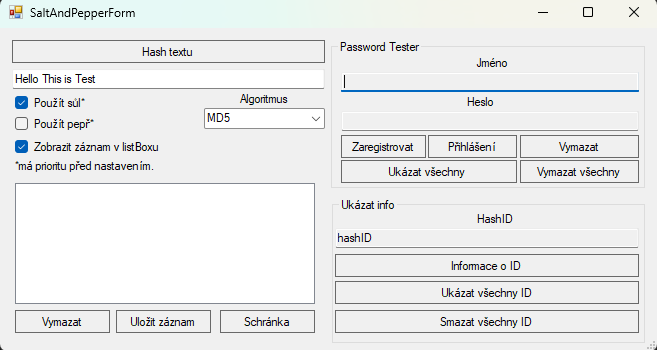 SaltAndPepperForm
Hash textu
Hello This is Test
Použít sůl*
Algoritmus
Použít pepř*
MD5
Zobrazit záznam v listBoxu
*má prioritu před nastavením.
Vymazat
Uložit záznam
Schránka
Password Tester
Jméno
Heslo
Zaregistrovat
Přihlášení
Vymazat
Ukázat všechny
Vymazat všechny
Ukázat info
HashID
hashID
Informace o ID
Ukázat všechny ID
Smazat všechny ID